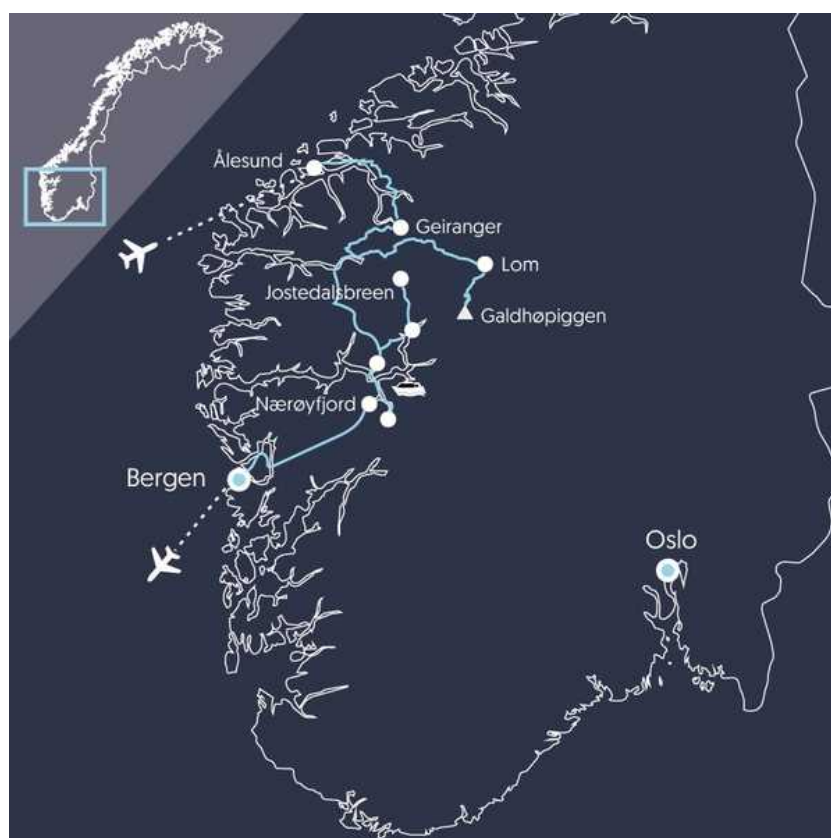 Ålesund
Geiranger
Lom
Jostedalsbreen
Galdhøpiggen
Nærøyfjord
Bergen
Oslo